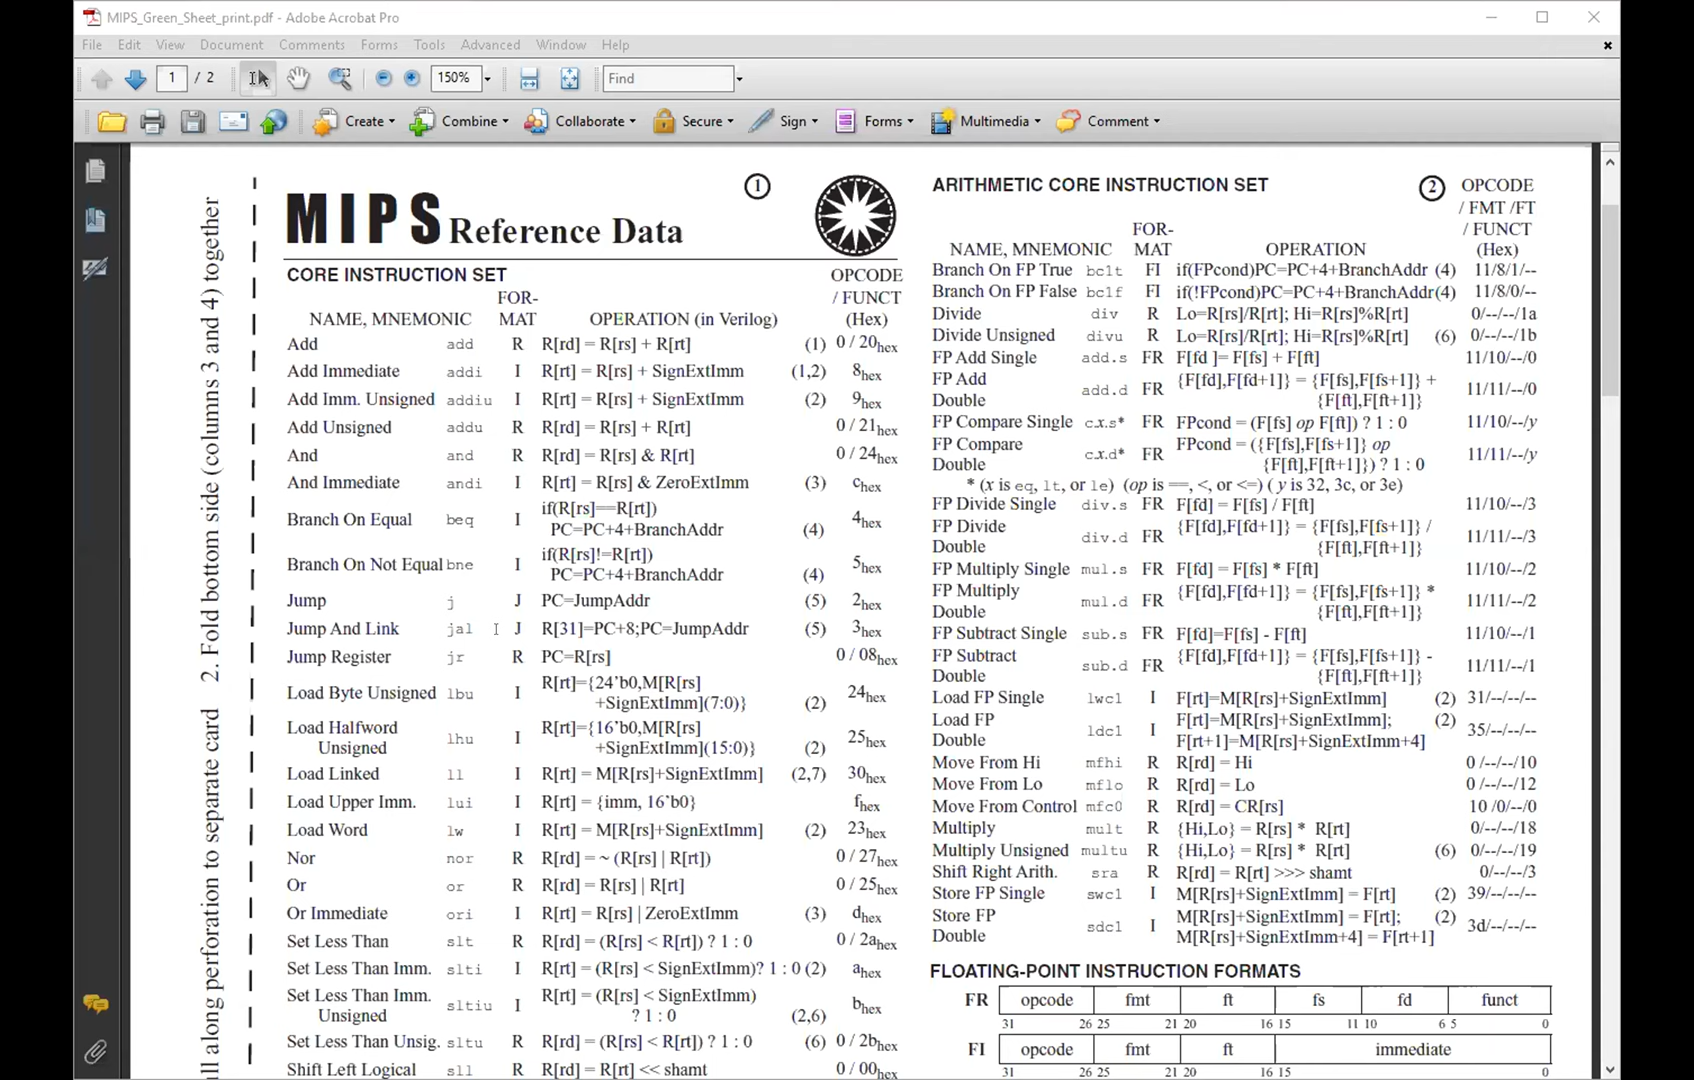 MIPS_Green_Sheet_print.pdf - Adobe Acrobat Pro
File Edit View Document Comments Forms Tools Advanced Window Help
1 / 2 150% Find
Create Combine Collaborate Secure Sign Forms Multimedia Comment
2. Fold bottom side (columns 3 and 4) together
ll along perforation to separate card
MIPS Reference Data
①
CORE INSTRUCTION SET
OPCODE
/ FUNCT
(Hex)
NAME, MNEMONIC
FOR-
MAT
OPERATION (in Verilog)
Add add R R[rd] = R[rs] + R[rt] (1) 0 / 20hex
Add Immediate addi I R[rt] = R[rs] + SignExtImm (1,2) 8hex
Add Imm. Unsigned addiu I R[rt] = R[rs] + SignExtImm (2) 9hex
Add Unsigned addu R R[rd] = R[rs] + R[rt] 0 / 21hex
And and R R[rd] = R[rs] & R[rt] 0 / 24hex
And Immediate andi I R[rt] = R[rs] & ZeroExtImm (3) chex
Branch On Equal beq I if(R[rs]==R[rt])
PC=PC+4+BranchAddr (4) 4hex
Branch On Not Equal bne I if(R[rs]!=R[rt])
PC=PC+4+BranchAddr (4) 5hex
Jump j J PC=JumpAddr (5) 2hex
Jump And Link jal J R[31]=PC+8;PC=JumpAddr (5) 3hex
Jump Register jr R PC=R[rs] 0 / 08hex
Load Byte Unsigned lbu I R[rt]={24’b0,M[R[rs]
+SignExtImm](7:0)} (2) 24hex
Load Halfword
Unsigned lhu I R[rt]={16’b0,M[R[rs]
+SignExtImm](15:0)} (2) 25hex
Load Linked ll I R[rt] = M[R[rs]+SignExtImm] (2,7) 30hex
Load Upper Imm. lui I R[rt] = {imm, 16’b0} fhex
Load Word lw I R[rt] = M[R[rs]+SignExtImm] (2) 23hex
Nor nor R R[rd] = ~ (R[rs] | R[rt]) 0 / 27hex
Or or R R[rd] = R[rs] | R[rt] 0 / 25hex
Or Immediate ori I R[rt] = R[rs] | ZeroExtImm (3) dhex
Set Less Than slt R R[rd] = (R[rs] < R[rt]) ? 1 : 0 0 / 2ahex
Set Less Than Imm. slti I R[rt] = (R[rs] < SignExtImm)? 1 : 0 (2) ahex
Set Less Than Imm.
Unsigned sltiu I R[rt] = (R[rs] < SignExtImm)
? 1 : 0 (2,6) bhex
Set Less Than Unsig. sltu R R[rd] = (R[rs] < R[rt]) ? 1 : 0 (6) 0 / 2bhex
Shift Left Logical sll R R[rd] = R[rt] << shamt 0 / 00hex
ARITHMETIC CORE INSTRUCTION SET
②
OPCODE
/ FMT /FT
/ FUNCT
(Hex)
NAME, MNEMONIC
FOR-
MAT
OPERATION
Branch On FP True bc1t FI if(FPcond)PC=PC+4+BranchAddr (4) 11/8/1/--
Branch On FP False bc1f FI if(!FPcond)PC=PC+4+BranchAddr(4) 11/8/0/--
Divide div R Lo=R[rs]/R[rt]; Hi=R[rs]%R[rt] 0/--/--/1a
Divide Unsigned divu R Lo=R[rs]/R[rt]; Hi=R[rs]%R[rt] (6) 0/--/--/1b
FP Add Single add.s FR F[fd ]= F[fs] + F[ft] 11/10/--/0
FP Add
Double add.d FR {F[fd],F[fd+1]} = {F[fs],F[fs+1]} +
{F[ft],F[ft+1]} 11/11/--/0
FP Compare Single c.x.s* FR FPcond = (F[fs] op F[ft]) ? 1 : 0 11/10/--/y
FP Compare
Double c.x.d* FR FPcond = ({F[fs],F[fs+1]} op
{F[ft],F[ft+1]}) ? 1 : 0 11/11/--/y
* (x is eq, lt, or le) (op is ==, <, or <=) ( y is 32, 3c, or 3e)
FP Divide Single div.s FR F[fd] = F[fs] / F[ft] 11/10/--/3
FP Divide
Double div.d FR {F[fd],F[fd+1]} = {F[fs],F[fs+1]} /
{F[ft],F[ft+1]} 11/11/--/3
FP Multiply Single mul.s FR F[fd] = F[fs] * F[ft] 11/10/--/2
FP Multiply
Double mul.d FR {F[fd],F[fd+1]} = {F[fs],F[fs+1]} *
{F[ft],F[ft+1]} 11/11/--/2
FP Subtract Single sub.s FR F[fd]=F[fs] - F[ft] 11/10/--/1
FP Subtract
Double sub.d FR {F[fd],F[fd+1]} = {F[fs],F[fs+1]} -
{F[ft],F[ft+1]} 11/11/--/1
Load FP Single lwc1 I F[rt]=M[R[rs]+SignExtImm] (2) 31/--/--/--
Load FP
Double ldc1 I F[rt]=M[R[rs]+SignExtImm]; (2)
F[rt+1]=M[R[rs]+SignExtImm+4] 35/--/--/--
Move From Hi mfhi R R[rd] = Hi 0 /--/--/10
Move From Lo mflo R R[rd] = Lo 0 /--/--/12
Move From Control mfc0 R R[rd] = CR[rs] 10 /0/--/0
Multiply mult R {Hi,Lo} = R[rs] * R[rt] 0/--/--/18
Multiply Unsigned multu R {Hi,Lo} = R[rs] * R[rt] (6) 0/--/--/19
Shift Right Arith. sra R R[rd] = R[rt] >>> shamt 0/--/--/3
Store FP Single swc1 I M[R[rs]+SignExtImm] = F[rt] (2) 39/--/--/--
Store FP
Double sdc1 I M[R[rs]+SignExtImm] = F[rt]; (2)
M[R[rs]+SignExtImm+4] = F[rt+1] 3d/--/--/--
FLOATING-POINT INSTRUCTION FORMATS
FR opcode fmt ft fs fd funct
31 26 25 21 20 16 15 11 10 6 5 0
FI opcode fmt ft immediate
31 26 25 21 20 16 15 0